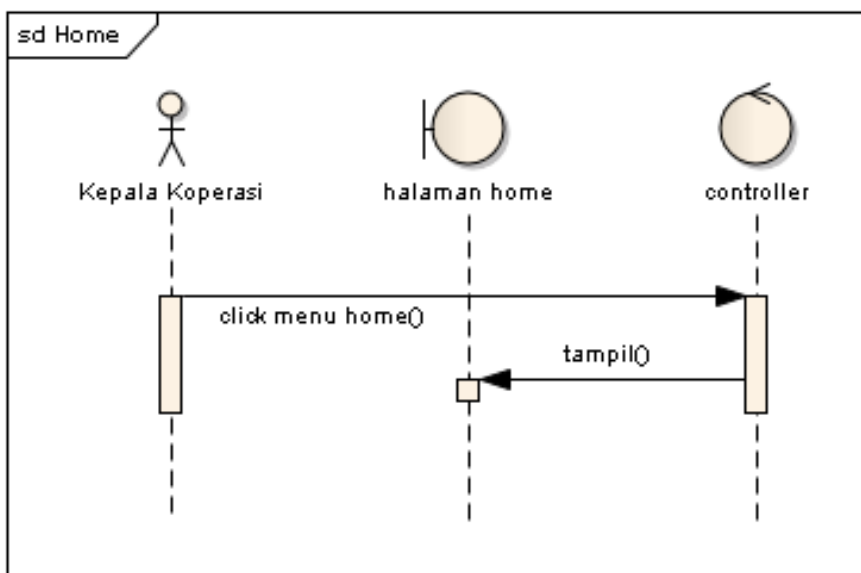 sd Home
Kepala Koperasi
halaman home
controller
click menu home()
tampil()